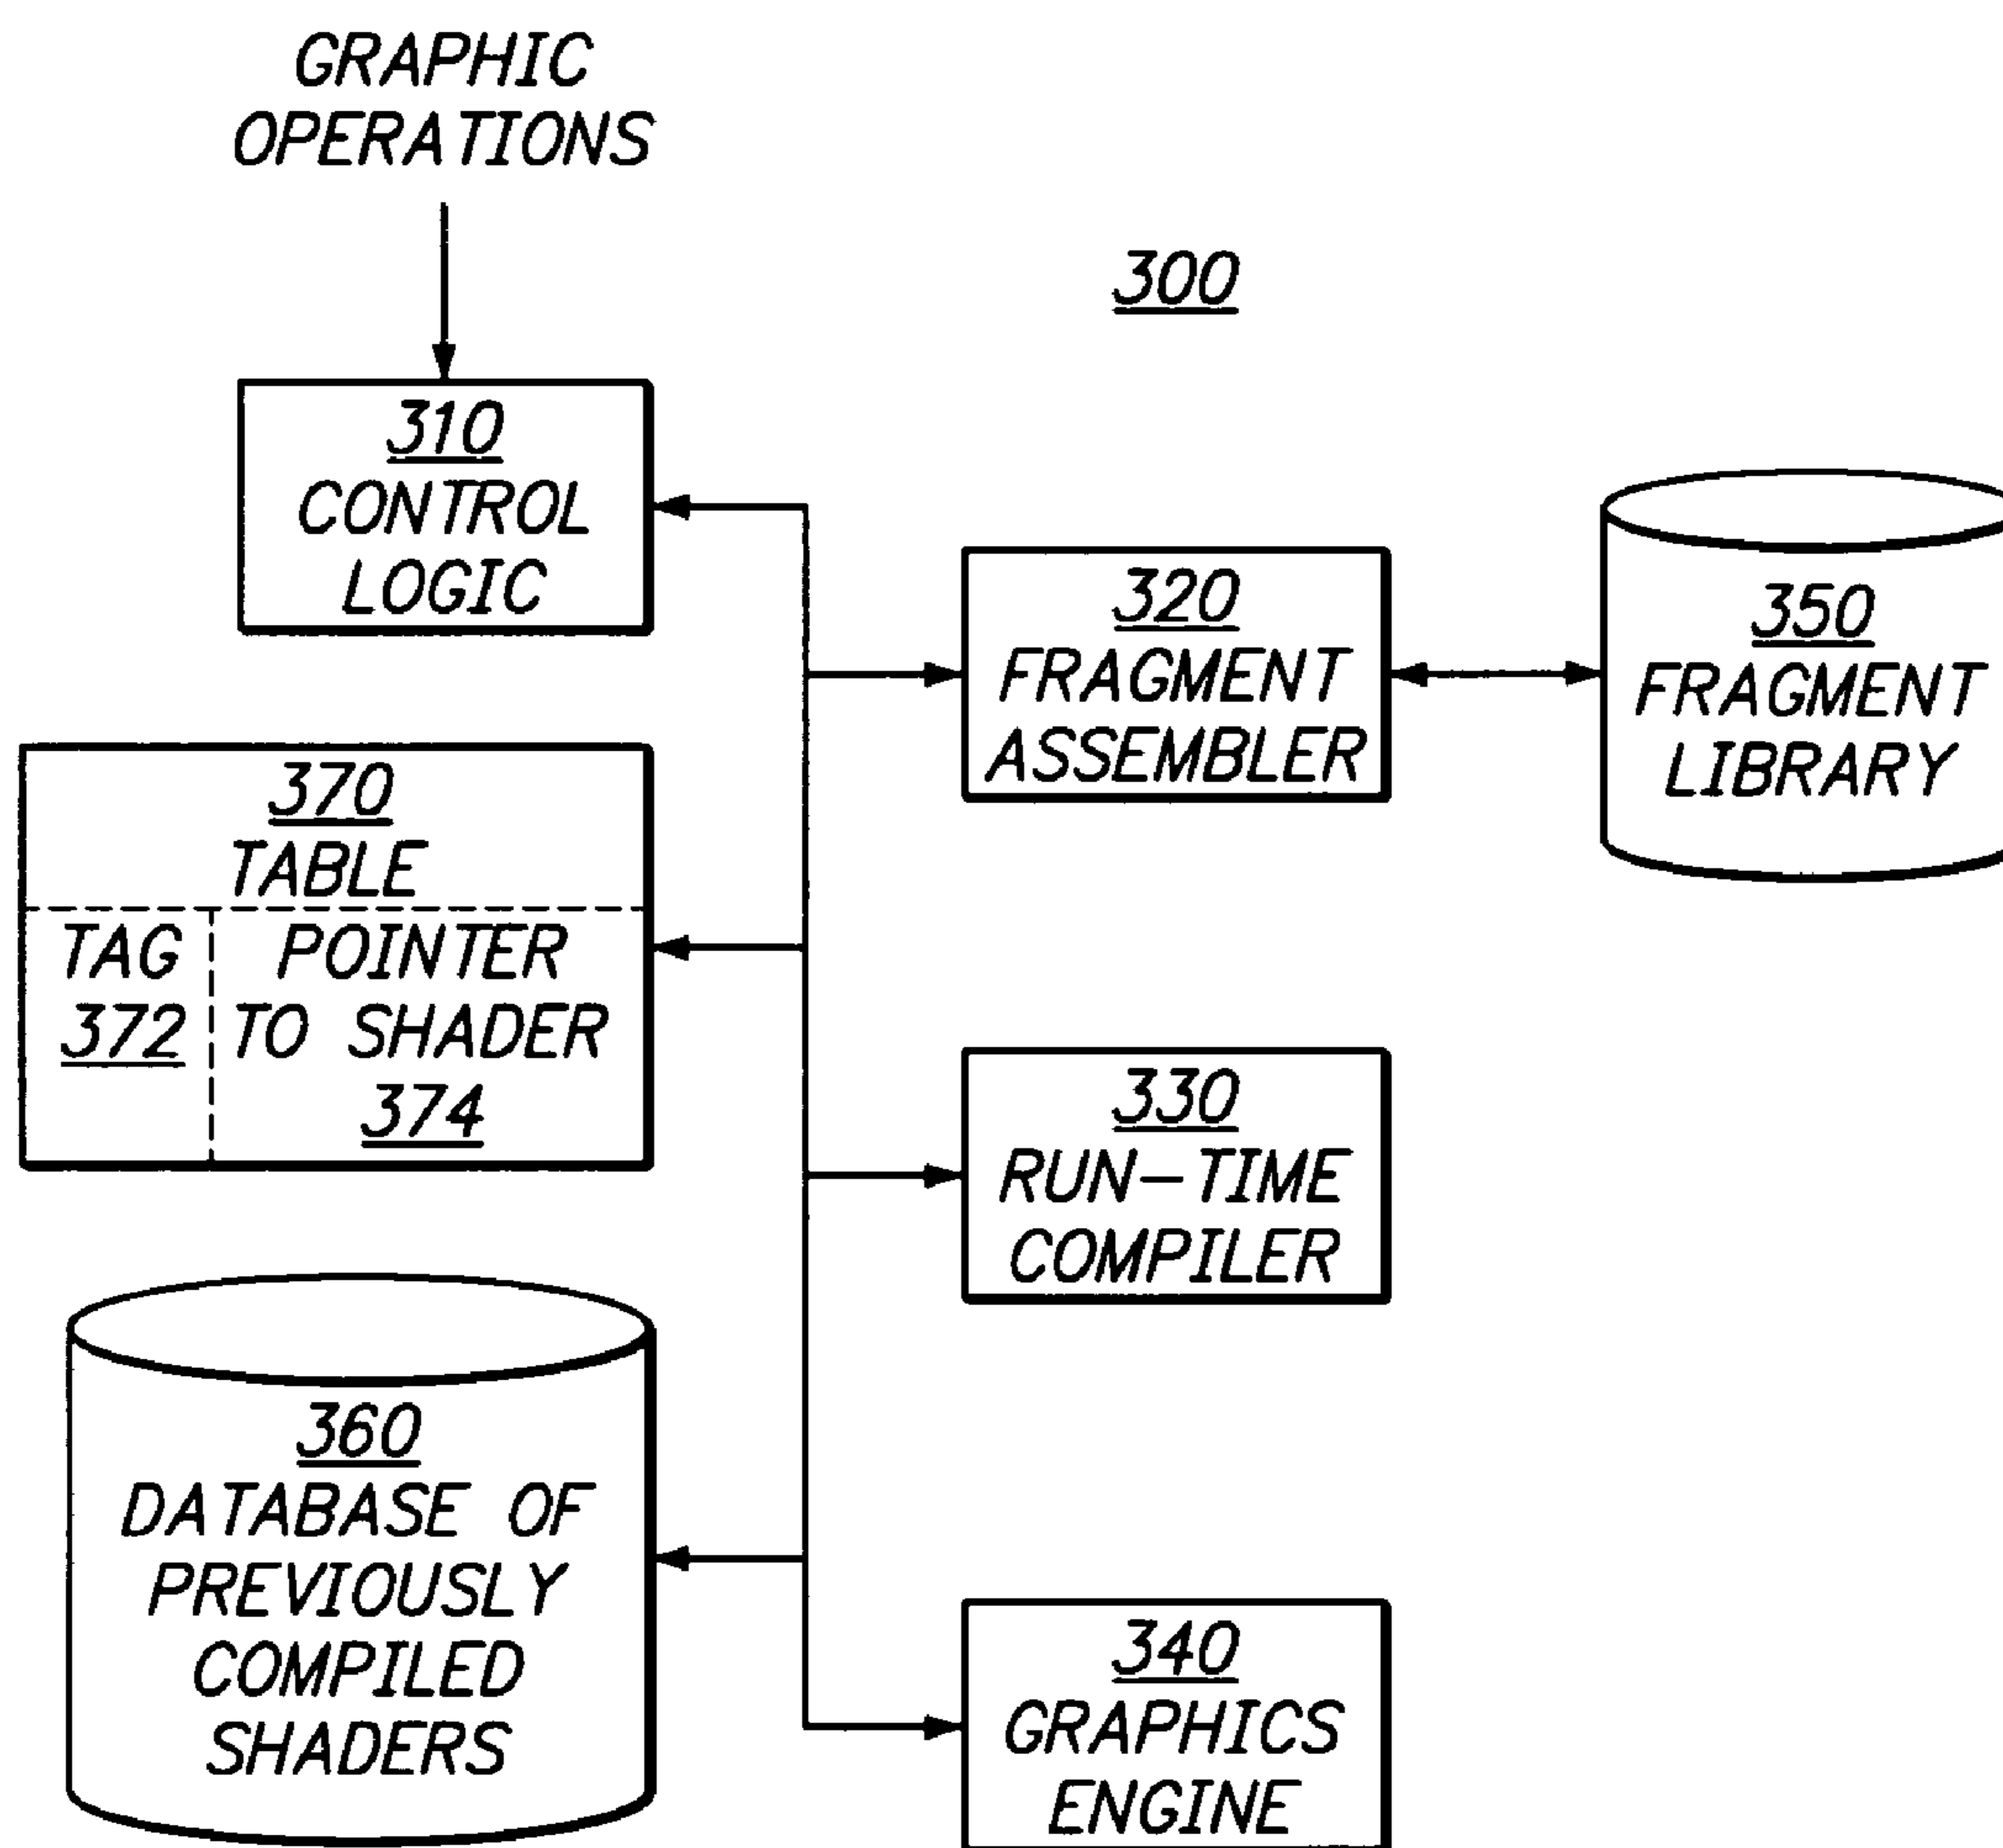 GRAPHIC
OPERATIONS
300
310
CONTROL
LOGIC
320
FRAGMENT
ASSEMBLER
350
FRAGMENT
LIBRARY
370
TABLE
TAG
372
POINTER
TO SHADER
374
330
RUN-TIME
COMPILER
360
DATABASE OF
PREVIOUSLY
COMPILED
SHADERS
340
GRAPHICS
ENGINE